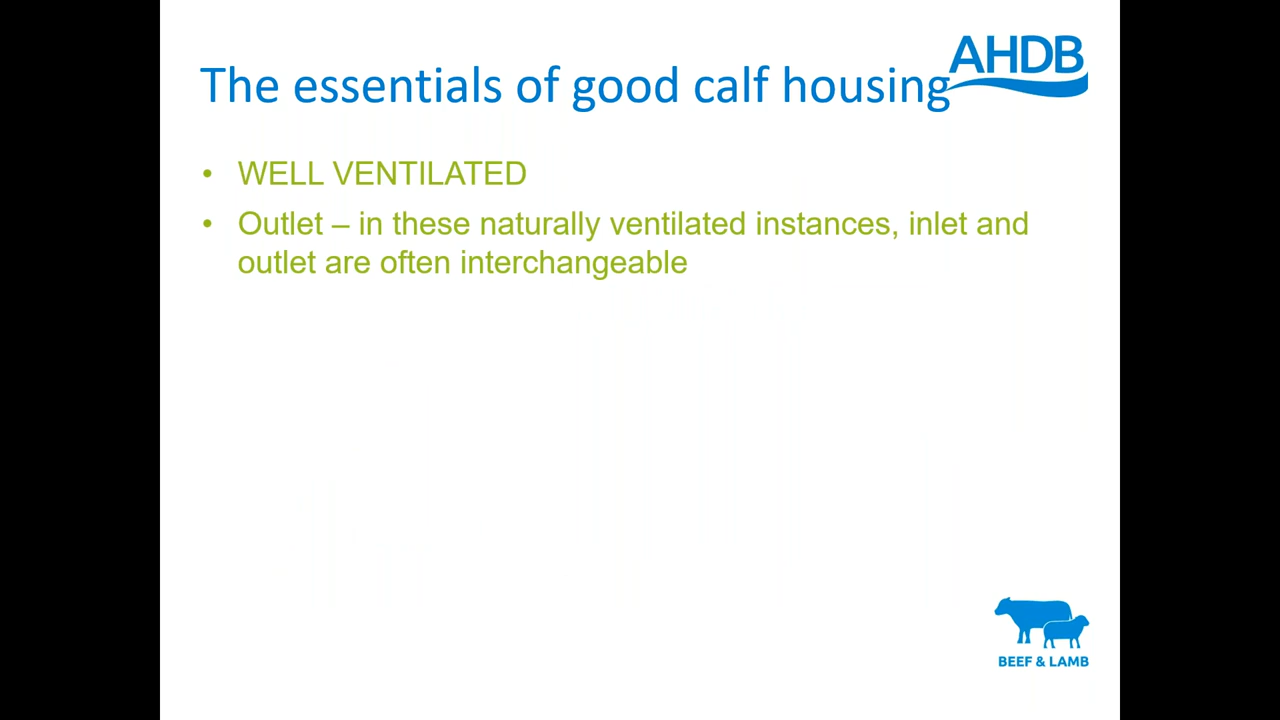 AHDB
The essentials of good calf housing
• WELL VENTILATED
• Outlet – in these naturally ventilated instances, inlet and
outlet are often interchangeable
BEEF & LAMB